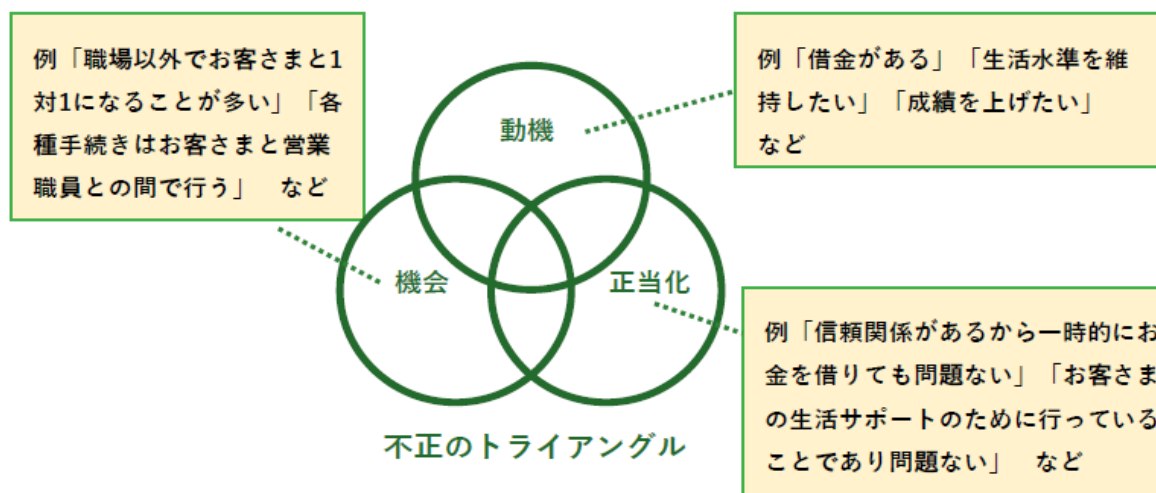 例「職場以外でお客さまと1
対1になることが多い」「各
種手続きはお客さまと営業
職員との間で行う」　など
例「借金がある」「生活水準を維
持したい」「成績を上げたい」
など
動機
機会
正当化
例「信頼関係があるから一時的にお
金を借りても問題ない」「お客さま
の生活サポートのために行っている
ことであり問題ない」　など
不正のトライアングル